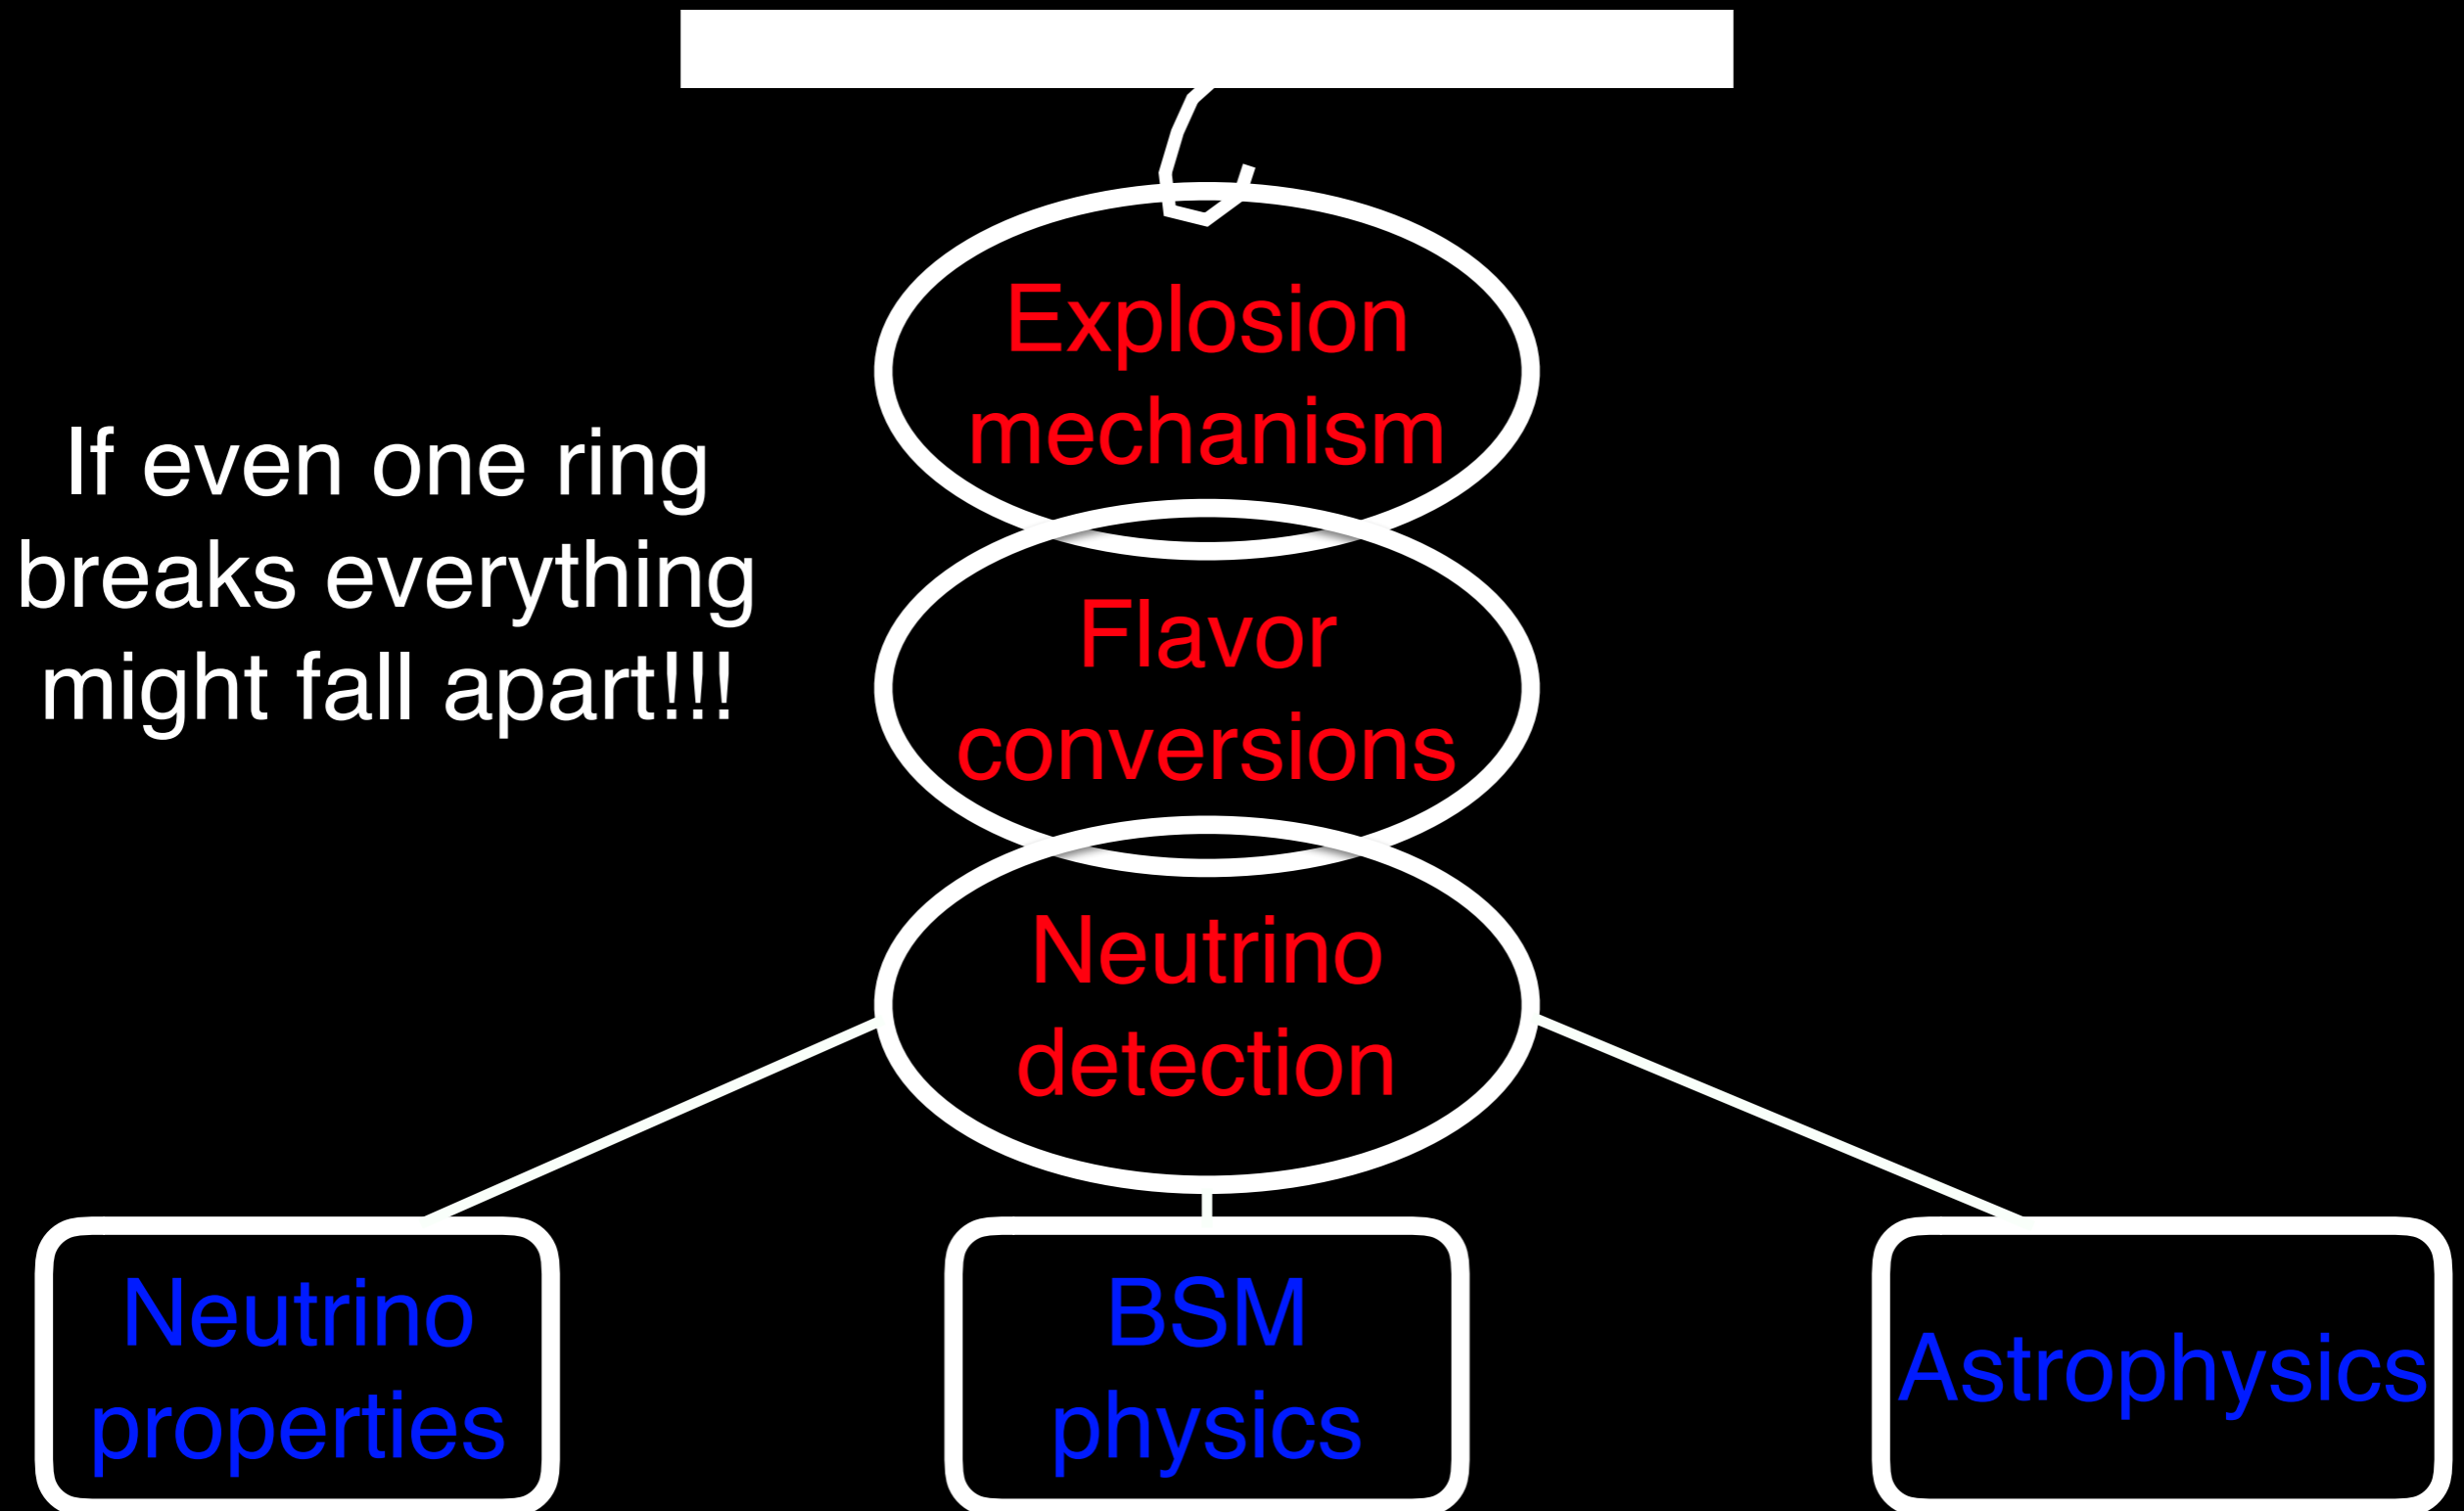 Explosion
mechanism
If even one ring
breaks everything
might fall apart!!!
Flavor
conversions
Neutrino
detection
Neutrino
properties
BSM
physics
Astrophysics